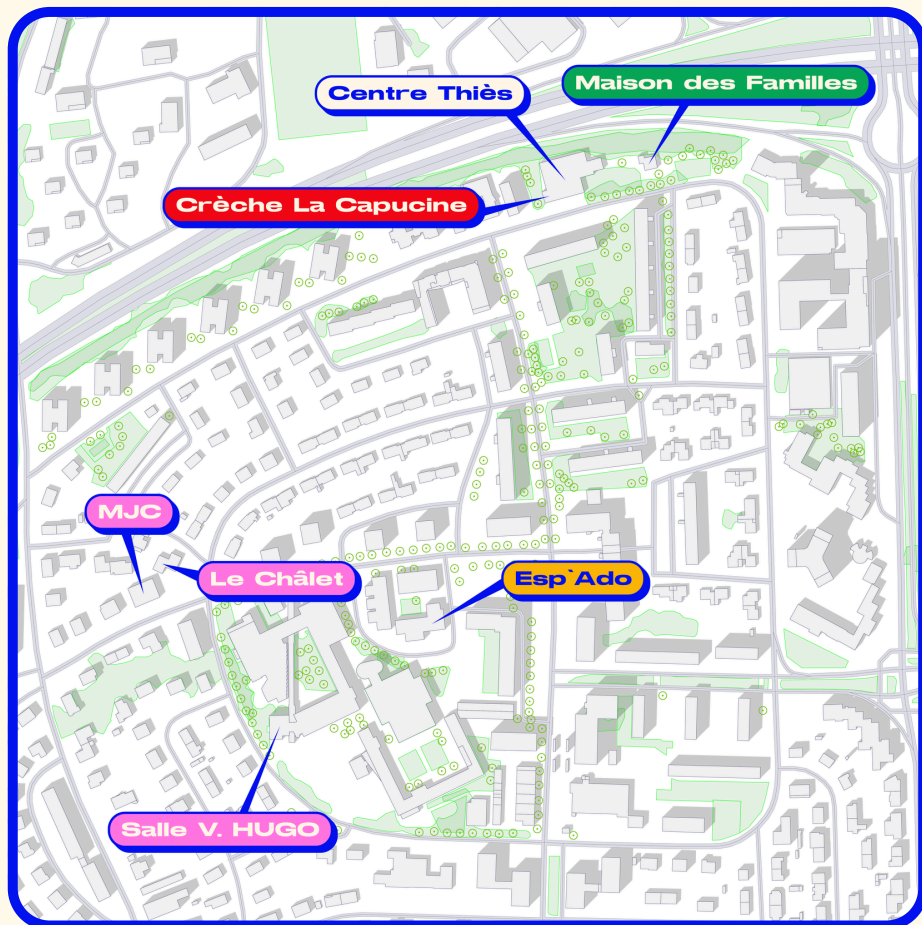 Maison des Familles
Centre Thiès
Crèche La Capucine
MJC
Le Châlet
Esp`Ado
Salle V. HUGO